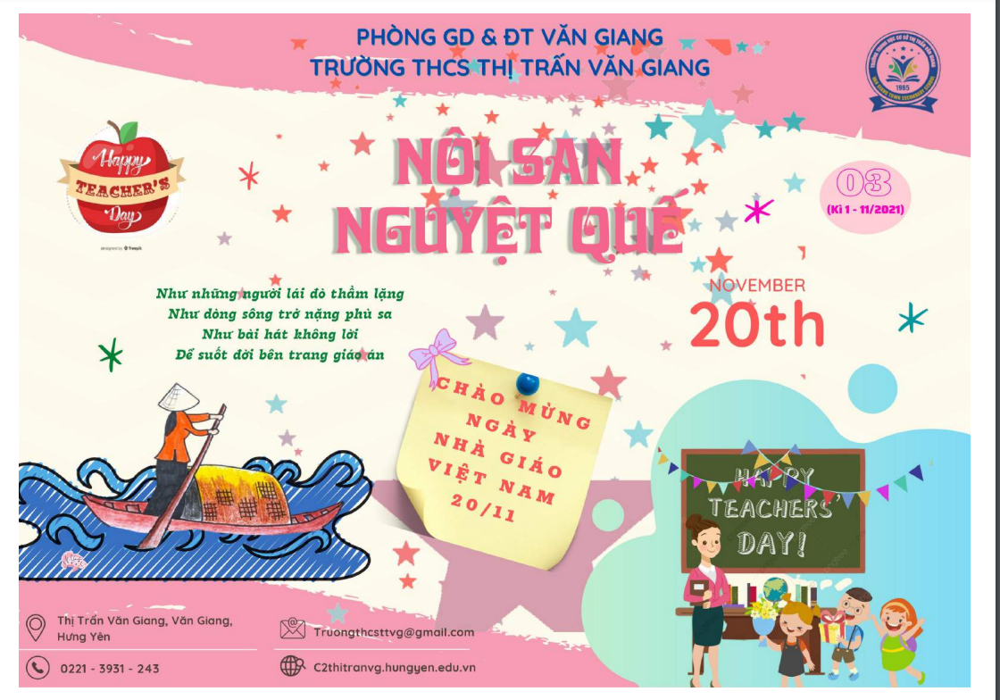 PHÒNG GD & ĐT VĂN GIANG
TRƯỜNG THCS THỊ TRẤN VĂN GIANG
1985
Happy
TEACHER'S
Day
designed by freepik
NỘI SAN
NGUYỆT QUẾ
03
(Kì 1 - 11/2021)
NOVEMBER
20th
Như những người lái đò thầm lặng
Như dòng sông trở nặng phù sa
Như bài hát không lời
Để suốt đời bên trang giáo án
CHÀO MỪNG
NGÀY
NHÀ GIÁO
VIỆT NAM
20/11
HAPPY
TEACHERS
DAY!
Thị Trấn Văn Giang, Văn Giang,
Hưng Yên
0221 - 3931 - 243
Truongthcsttvg@gmail.com
C2thitranvg.hungyen.edu.vn